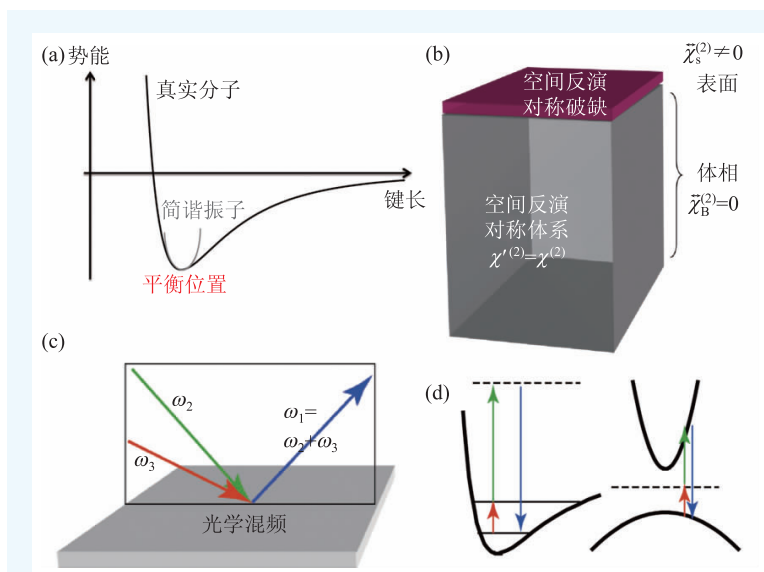 (a)
势能
真实分子
简谐振子
键长
平衡位置
(b)
χ⃡s(2)≠0
表面
空间反演
对称破缺
体相
χ⃡B(2)=0
空间反演
对称体系
χ′(2)=χ(2)
(c)
ω2
ω3
ω1=
ω2+ω3
光学混频
(d)